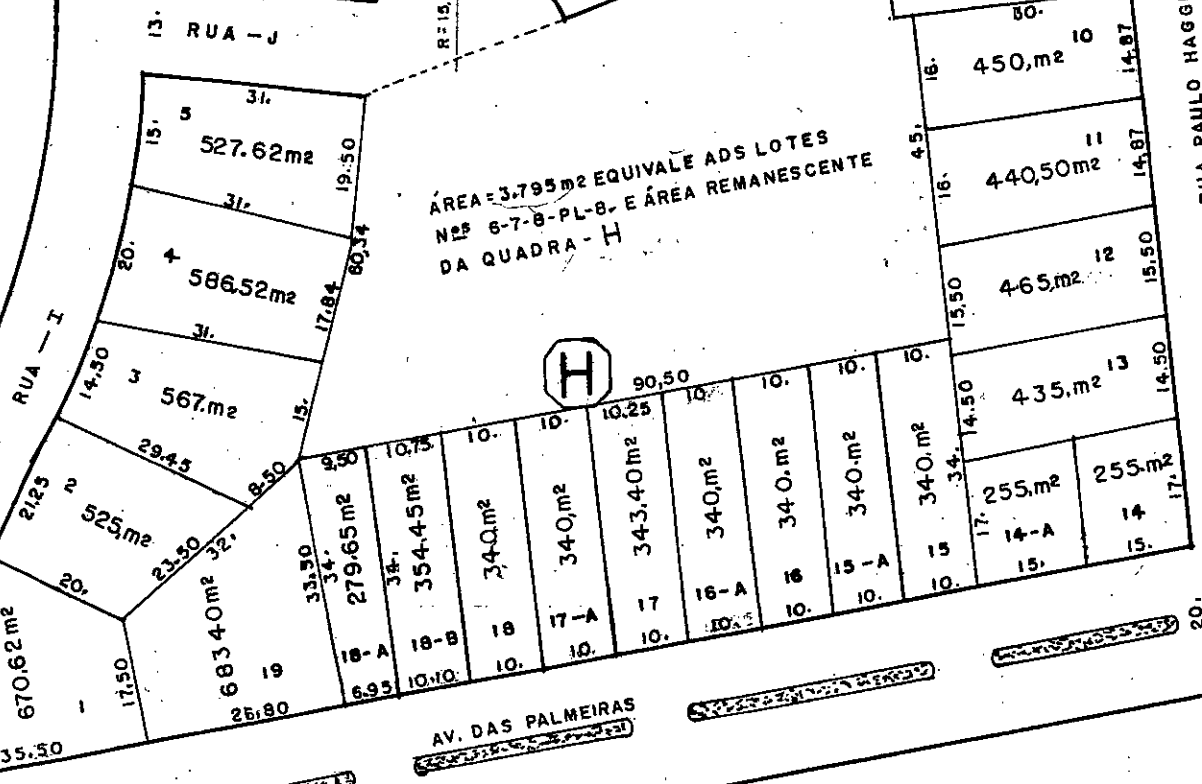 13.
RUA - J
R=15,
30.
10
450,m²
16.
14,87
31.
5
527.62m²
15.
19.50
45,
11
440,50m²
16.
14,87
ÁREA = 3.795m² EQUIVALE ADS LOTES
Nos 6-7-8-PL-8, E ÁREA REMANESCENTE
DA QUADRA - H
31.
20.
4
586,52m²
60,34
17.84
12
465,m²
15,50
15,50
RUA - I
31.
14,50
3
567.m²
15.
H
90,50
13
435,m²
14.50
14.50
29.45
8.50
9,50
10,75
10.
10.
10,25
10.
10.
10.
10.
21,25
2
525,m²
23.50
32,
20,
33,50
34.
279.65m²
34.
354.45m²
340,m²
340,m²
343.40m²
340,m²
340.m²
340.m²
340.m²
34.
255,m²
17.
14-A
15,
255.m²
17.
14
15.
670,62m²
1
17,50
35.50
683 40m²
19
18-A
18-B
18
17-A
17
16-A
16
15-A
15
6.95
10,10
10.
10.
10.
10.
10.
10.
10.
AV. DAS PALMEIRAS
20,